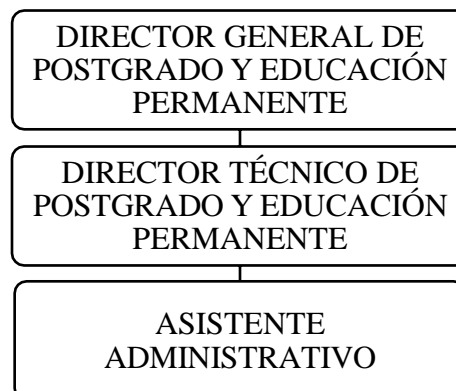 DIRECTOR GENERAL DE
POSTGRADO Y EDUCACIÓN
PERMANENTE
DIRECTOR TÉCNICO DE
POSTGRADO Y EDUCACIÓN
PERMANENTE
ASISTENTE
ADMINISTRATIVO